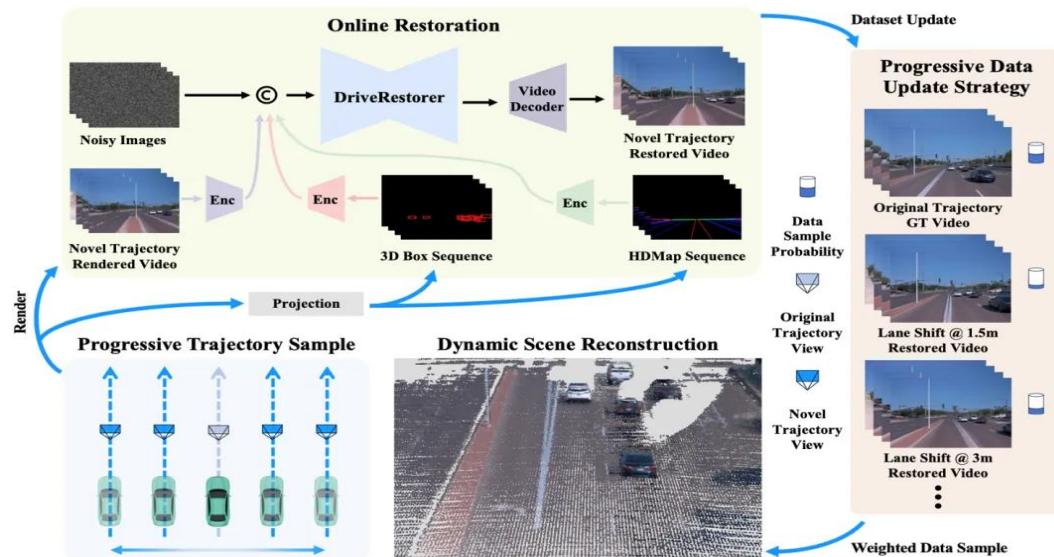 Online Restoration
Noisy Images
©
DriveRestorer
Video
Decoder
Novel Trajectory
Restored Video
Novel Trajectory
Rendered Video
Enc
Enc
3D Box Sequence
Enc
HDMap Sequence
Render
Projection
Progressive Trajectory Sample
Dynamic Scene Reconstruction
Data
Sample
Probability
Original
Trajectory
View
Novel
Trajectory
View
Dataset Update
Progressive Data
Update Strategy
Original Trajectory
GT Video
Lane Shift @ 1.5m
Restored Video
Lane Shift @ 3m
Restored Video
Weighted Data Sample